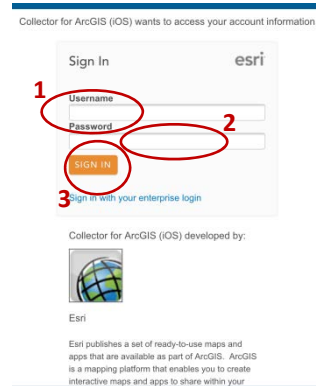 Collector for ArcGIS (iOS) wants to access your account information
Sign In
esri
1
Username
Password
2
SIGN IN
3
Sign in with your enterprise login
Collector for ArcGIS (iOS) developed by:
Esri
Esri publishes a set of ready-to-use maps and
apps that are available as part of ArcGIS. ArcGIS
is a mapping platform that enables you to create
interactive maps and apps to share within your